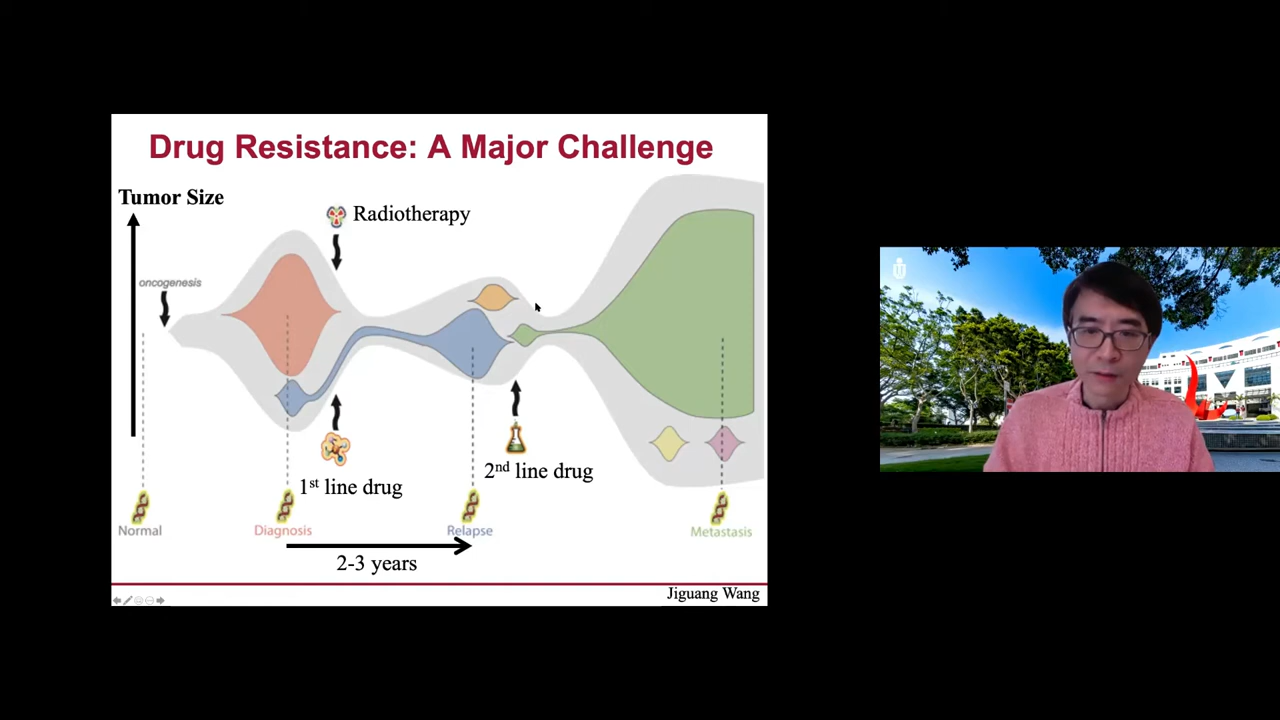 Drug Resistance: A Major Challenge
Tumor Size
Radiotherapy
oncogenesis
1st line drug
2nd line drug
Normal
Diagnosis
Relapse
Metastasis
2-3 years
Jiguang Wang